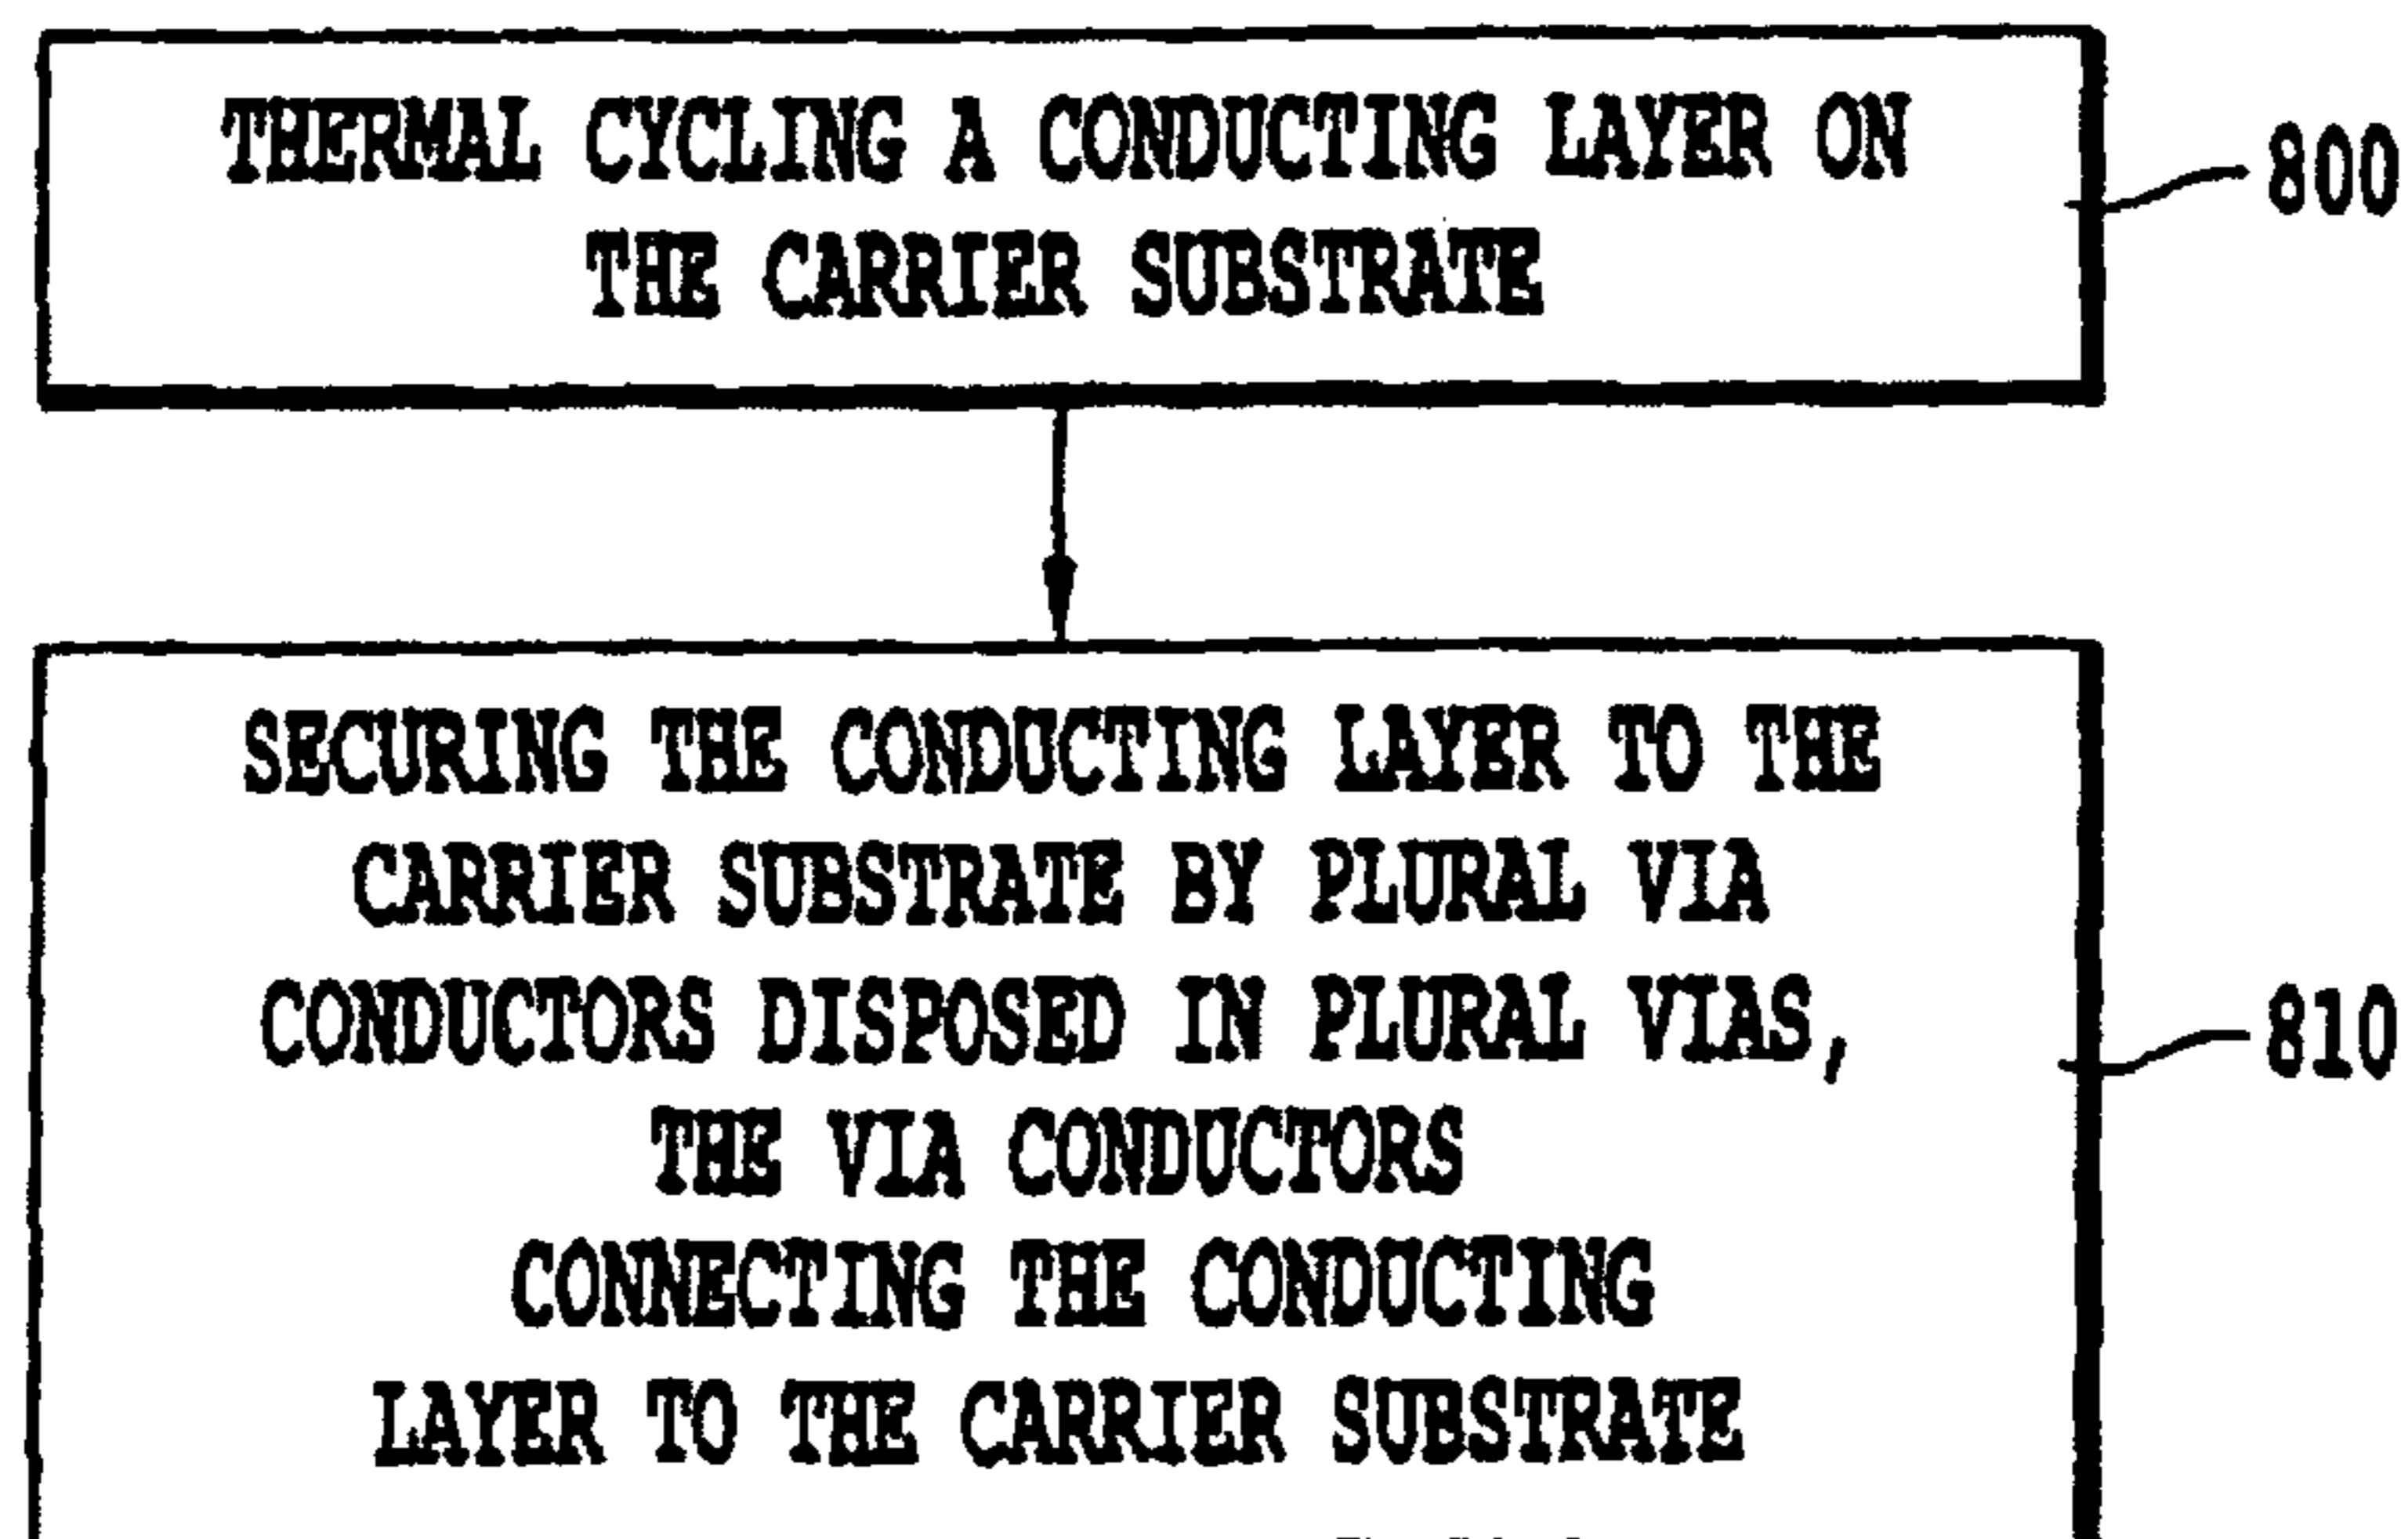 THERMAL CYCLING A CONDUCTING LAYER ON
THE CARRIER SUBSTRATE
800
SECURING THE CONDUCTING LAYER TO THE
CARRIER SUBSTRATE BY PLURAL VIA
CONDUCTORS DISPOSED IN PLURAL VIAS,
810
THE VIA CONDUCTORS
CONNECTING THE CONDUCTING
LAYER TO THE CARRIER SUBSTRATE